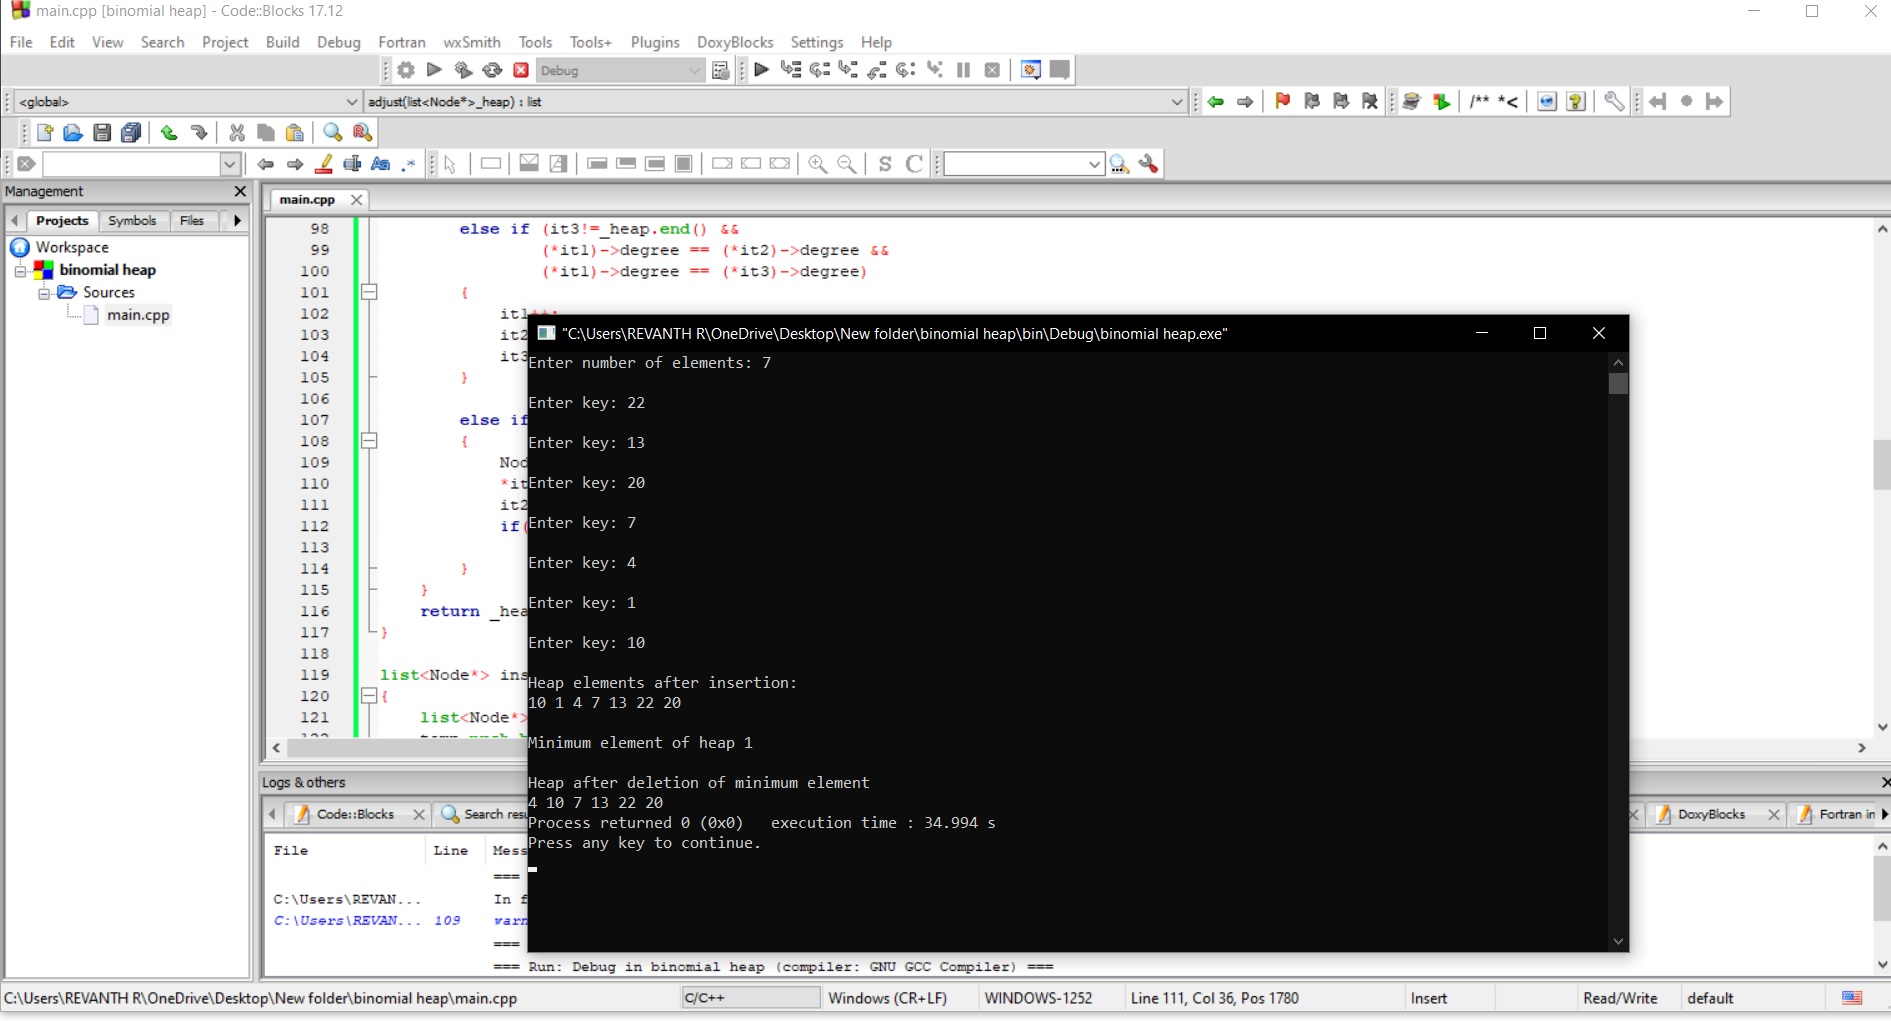 main.cpp [binomial heap] - Code::Blocks 17.12
File Edit View Search Project Build Debug Fortran wxSmith Tools Tools+ Plugins DoxyBlocks Settings Help
Debug
<global> adjust(list<Node*>_heap) : list /** *<
Aa .* S C
Management
main.cpp
Projects Symbols Files
Workspace
binomial heap
Sources
main.cpp
98 else if (it3!=_heap.end() &&
99 (*it1)->degree == (*it2)->degree &&
100 (*it1)->degree == (*it3)->degree)
101 {
102 it1++;
103 it2
104 it3
105 }
106
107 else if
108 {
109 Nod
110 *it
111 it2
112 if(
113
114 }
115 }
116 return _hea
117 }
118
119 list<Node*> ins
120 {
121 list<Node*>
"C:\Users\REVANTH R\OneDrive\Desktop\New folder\binomial heap\bin\Debug\binomial heap.exe"
Enter number of elements: 7
Enter key: 22
Enter key: 13
Enter key: 20
Enter key: 7
Enter key: 4
Enter key: 1
Enter key: 10
Heap elements after insertion:
10 1 4 7 13 22 20
Minimum element of heap 1
Heap after deletion of minimum element
4 10 7 13 22 20
Process returned 0 (0x0)   execution time : 34.994 s
Press any key to continue.
Logs & others
Code::Blocks Search resu DoxyBlocks Fortran in
File Line Mess
===
C:\Users\REVAN... In f
C:\Users\REVAN... 109 warn
===
=== Run: Debug in binomial heap (compiler: GNU GCC Compiler) ===
C:\Users\REVANTH R\OneDrive\Desktop\New folder\binomial heap\main.cpp C/C++ Windows (CR+LF) WINDOWS-1252 Line 111, Col 36, Pos 1780 Insert Read/Write default